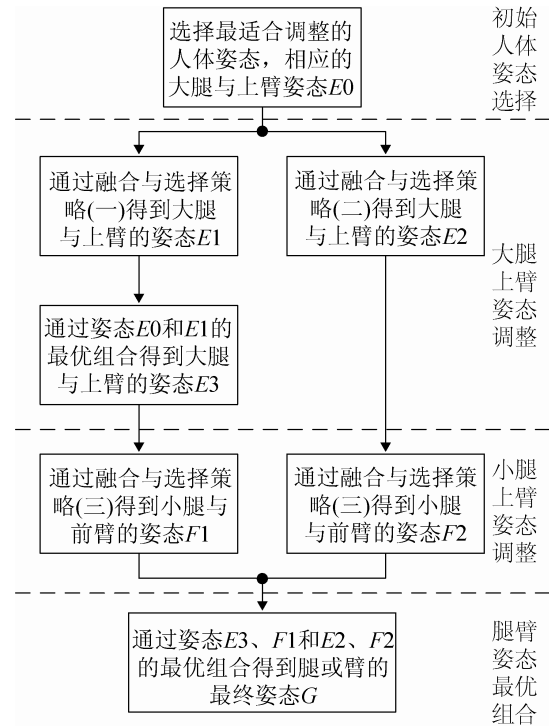 选择最适合调整的
人体姿态，相应的
大腿与上臂姿态E0
初始
人体
姿态
选择
通过融合与选择策
略(一)得到大腿
与上臂的姿态E1
通过融合与选择策
略(二)得到大腿
与上臂的姿态E2
大腿
上臂
姿态
调整
通过姿态E0和E1的
最优组合得到大腿
与上臂的姿态E3
通过融合与选择策
略(三)得到小腿与
前臂的姿态F1
通过融合与选择策
略(三)得到小腿
与前臂的姿态F2
小腿
上臂
姿态
调整
通过姿态E3、F1和E2、F2
的最优组合得到腿或臂的
最终姿态G
腿臂
姿态
最优
组合